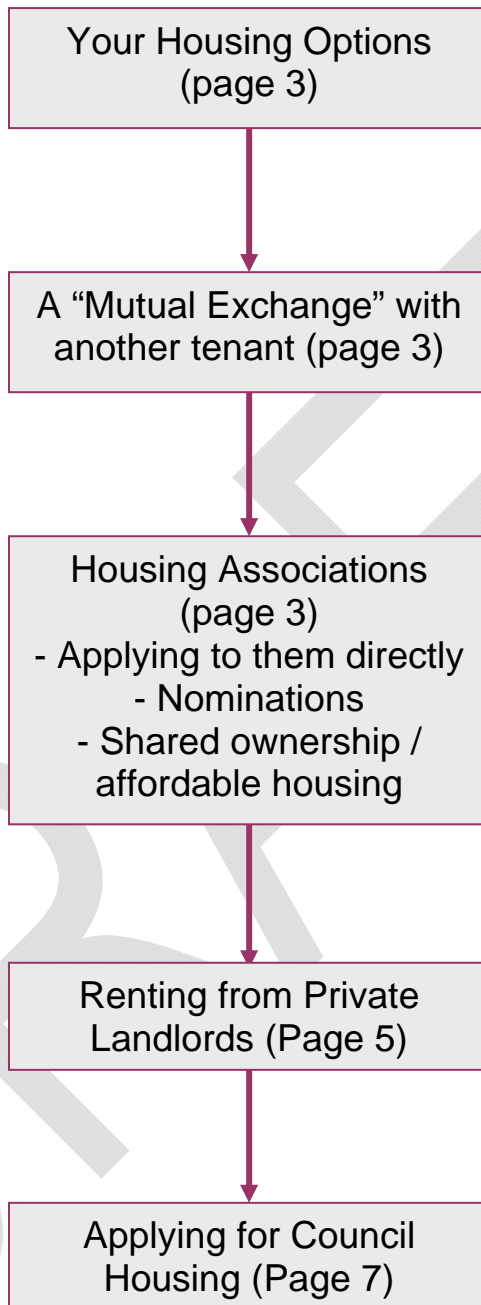 Your Housing Options
(page 3)
A “Mutual Exchange” with
another tenant (page 3)
Housing Associations
(page 3)
- Applying to them directly
- Nominations
- Shared ownership /
affordable housing
Renting from Private
Landlords (Page 5)
Applying for Council
Housing (Page 7)